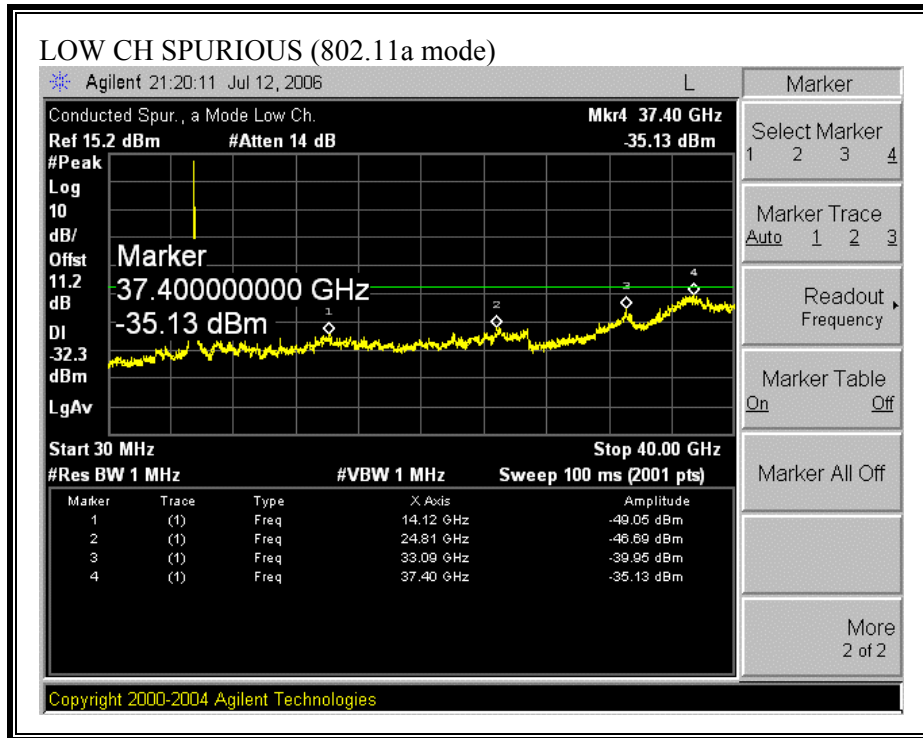 LOW CH SPURIOUS (802.11a mode)
Agilent 21:20:11 Jul 12, 2006 L
Marker
Conducted Spur., a Mode Low Ch. Mkr4 37.40 GHz
Ref 15.2 dBm #Atten 14 dB -35.13 dBm
#Peak
Log
10
dB/
Offst
11.2
dB
DI
-32.3
dBm
LgAv
Marker
37.400000000 GHz
-35.13 dBm
1
2
3
4
Start 30 MHz Stop 40.00 GHz
#Res BW 1 MHz #VBW 1 MHz Sweep 100 ms (2001 pts)
Marker Trace Type X Axis Amplitude
1 (1) Freq 14.12 GHz -49.05 dBm
2 (1) Freq 24.81 GHz -46.69 dBm
3 (1) Freq 33.09 GHz -39.95 dBm
4 (1) Freq 37.40 GHz -35.13 dBm
Select Marker
1 2 3 4
Marker Trace
Auto 1 2 3
Readout
Frequency
Marker Table
On Off
Marker All Off
More
2 of 2
Copyright 2000-2004 Agilent Technologies